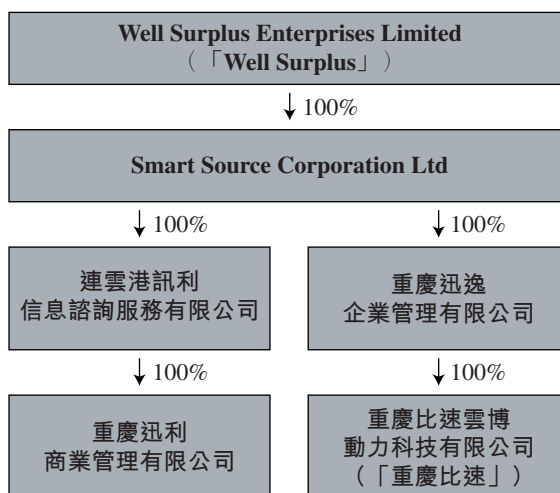 Well Surplus Enterprises Limited
（「Well Surplus」）
100%
Smart Source Corporation Ltd
100%
100%
連雲港訊利
信息諮詢服務有限公司
重慶迅逸
企業管理有限公司
100%
100%
重慶迅利
商業管理有限公司
重慶比速雲博
動力科技有限公司
（「重慶比速」）